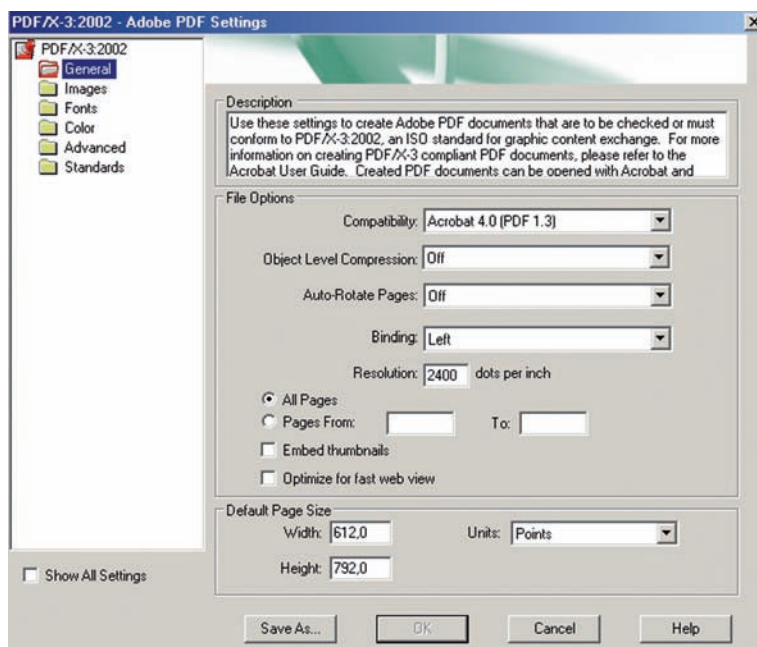 PDF/X-3:2002 - Adobe PDF Settings
PDF/X-3:2002
General
Images
Fonts
Color
Advanced
Standards
Show All Settings
Description
Use these settings to create Adobe PDF documents that are to be checked or must
conform to PDF/X-3:2002, an ISO standard for graphic content exchange. For more
information on creating PDF/X-3 compliant PDF documents, please refer to the
Acrobat User Guide. Created PDF documents can be opened with Acrobat and
File Options
Compatibility: Acrobat 4.0 (PDF 1.3)
Object Level Compression: Off
Auto-Rotate Pages: Off
Binding: Left
Resolution: 2400 dots per inch
All Pages
Pages From: To:
Embed thumbnails
Optimize for fast web view
Default Page Size
Width: 612,0 Units: Points
Height: 792,0
Save As... OK Cancel Help